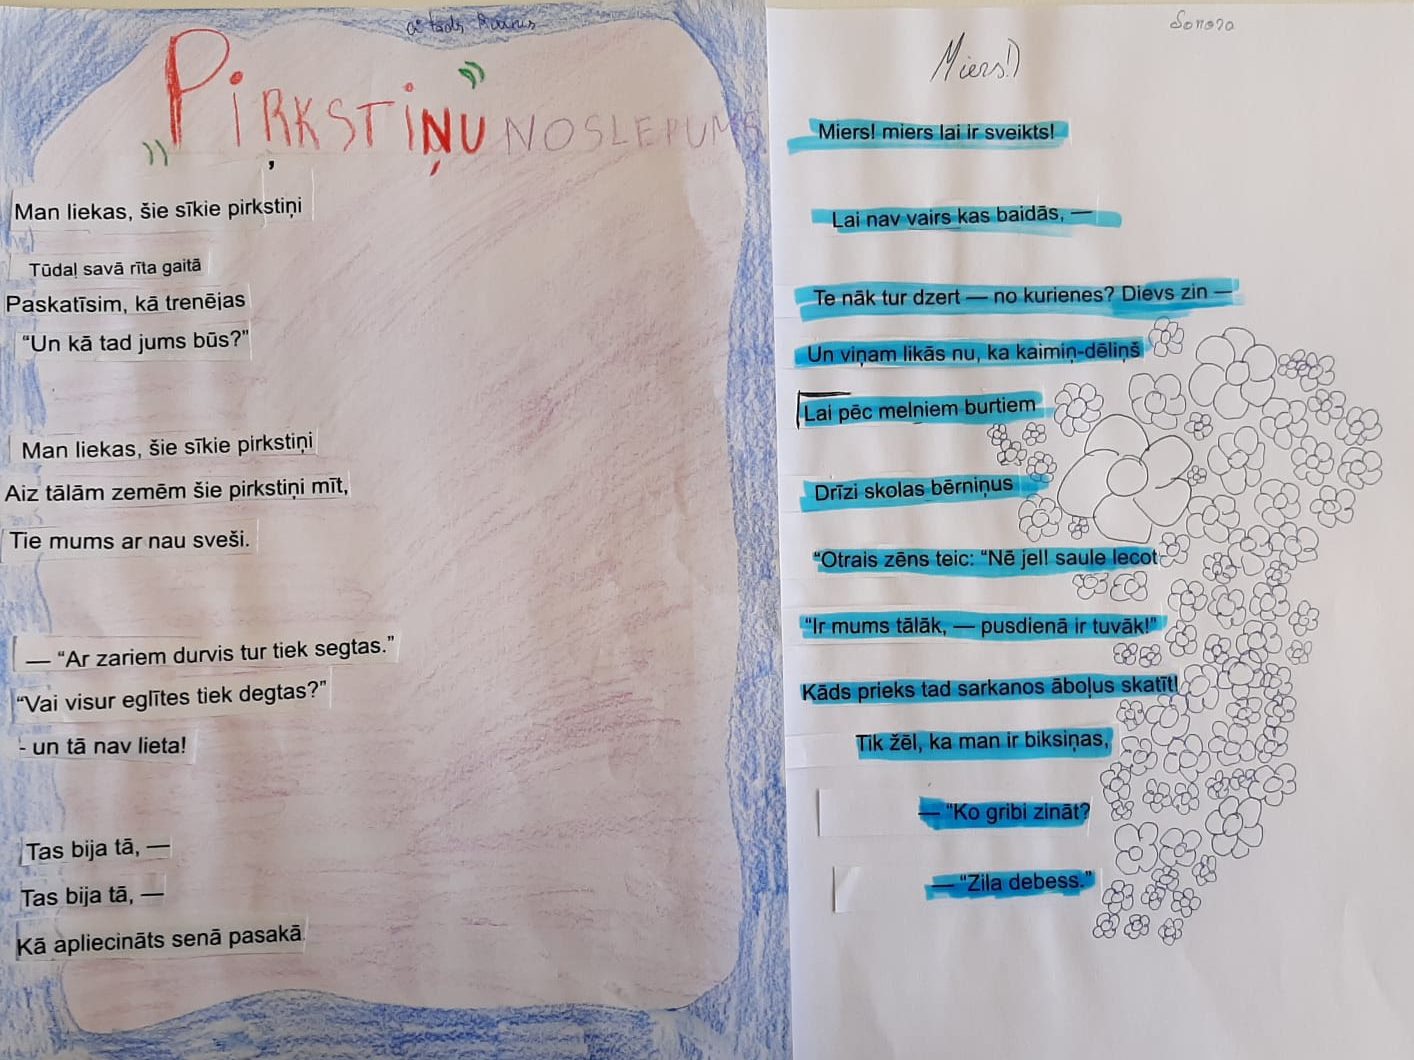 „Pirkstiņu” NOSLEPUMS
Man liekas, šie sīkie pirkstiņi
Tūdaļ savā rīta gaitā
Paskatīsim, kā trenējas
“Un kā tad jums būs?”
Man liekas, šie sīkie pirkstiņi
Aiz tālām zemēm šie pirkstiņi mīt,
Tie mums ar nau sveši.
— “Ar zariem durvis tur tiek segtas.”
“Vai visur eglītes tiek degtas?”
- un tā nav lieta!
Tas bija tā, —
Tas bija tā, —
Kā apliecināts senā pasakā
Miers!)
Miers! miers lai ir sveikts!
Lai nav vairs kas baidās, —
Te nāk tur dzert — no kurienes? Dievs zin —
Un viņam likās nu, ka kaimiņ-dēliņš
Lai pēc melniem burtiem
Drīzi skolas bērniņus
“Otrais zēns teic: “Nē jel! saule lecot
“Ir mums tālāk, — pusdienā ir tuvāk!”
Kāds prieks tad sarkanos āboļus skatīt!
Tik žēl, ka man ir biksiņas,
— “Ko gribi zināt?
— “Zila debess.”